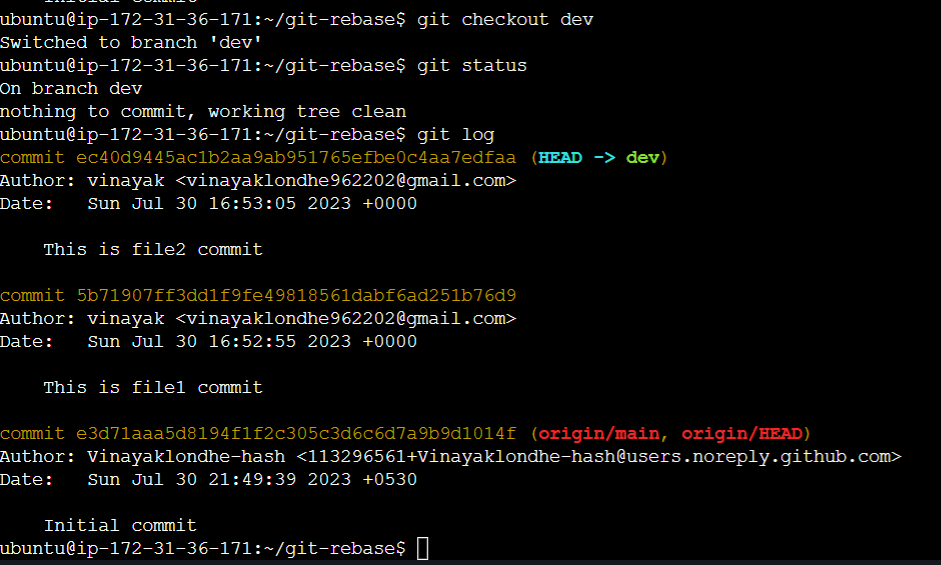 ubuntu@ip-172-31-36-171:~/git-rebase$ git checkout dev
Switched to branch 'dev'
ubuntu@ip-172-31-36-171:~/git-rebase$ git status
On branch dev
nothing to commit, working tree clean
ubuntu@ip-172-31-36-171:~/git-rebase$ git log
commit ec40d9445ac1b2aa9ab951765efbe0c4aa7edfaa (HEAD -> dev)
Author: vinayak <vinayaklondhe962202@gmail.com>
Date:   Sun Jul 30 16:53:05 2023 +0000
    This is file2 commit
commit 5b71907ff3dd1f9fe49818561dabf6ad251b76d9
Author: vinayak <vinayaklondhe962202@gmail.com>
Date:   Sun Jul 30 16:52:55 2023 +0000
    This is file1 commit
commit e3d71aaa5d8194f1f2c305c3d6c6d7a9b9d1014f (origin/main, origin/HEAD)
Author: Vinayaklondhe-hash <113296561+Vinayaklondhe-hash@users.noreply.github.com>
Date:   Sun Jul 30 21:49:39 2023 +0530
    Initial commit
ubuntu@ip-172-31-36-171:~/git-rebase$